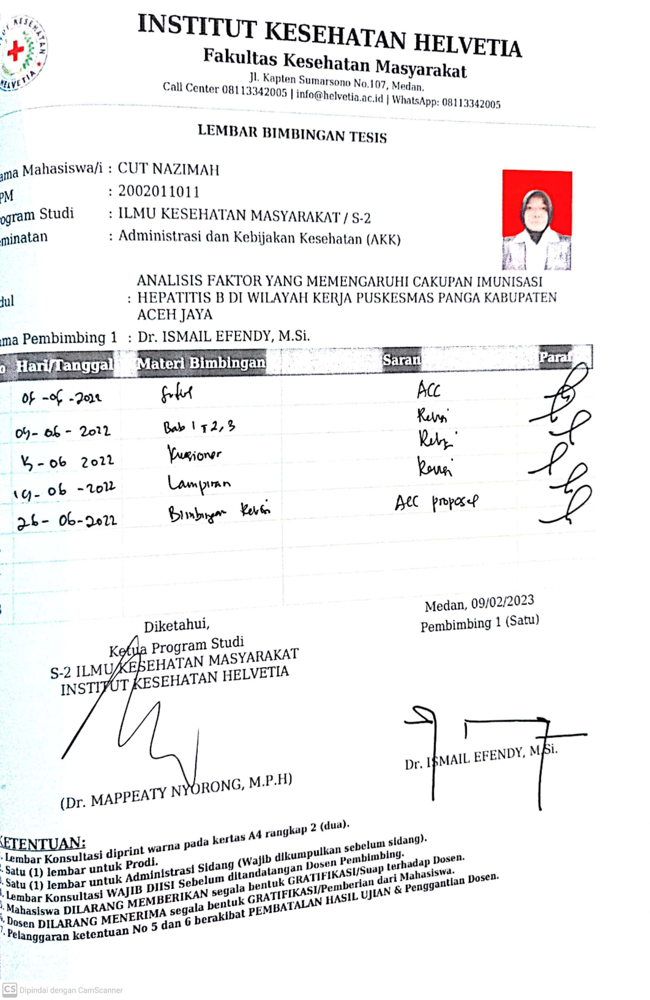 KESEHATAN
HELVETIA
INSTITUT KESEHATAN HELVETIA
Fakultas Kesehatan Masyarakat
Jl. Kapten Sumarsono No.107, Medan.
Call Center 08113342005 | info@helvetia.ac.id | WhatsApp: 08113342005
LEMBAR BIMBINGAN TESIS
ama Mahasiswa/i : CUT NAZIMAH
PM : 2002011011
ogram Studi : ILMU KESEHATAN MASYARAKAT / S-2
minatan : Administrasi dan Kebijakan Kesehatan (AKK)
ANALISIS FAKTOR YANG MEMENGARUHI CAKUPAN IMUNISASI
dul : HEPATITIS B DI WILAYAH KERJA PUSKESMAS PANGA KABUPATEN
ACEH JAYA
ama Pembimbing 1 : Dr. ISMAIL EFENDY, M.Si.
o Hari/Tanggal Materi Bimbingan Saran Paraf
-2022 ACC
- 06 - 2022 Bab 1, 2, 3 Revisi
- 06 2022 Kusioner Revisi
19- 06 -2022 Lampiran Revisi
26- 06-2022 Bimbingan Revisi ACC proposal
Medan, 09/02/2023
Diketahui, Pembimbing 1 (Satu)
Ketua Program Studi
S-2 ILMU KESEHATAN MASYARAKAT
INSTITUT KESEHATAN HELVETIA
Dr. ISMAIL EFENDY, M.Si.
(Dr. MAPPEATY NYORONG, M.P.H)
KETENTUAN:
. Lembar Konsultasi diprint warna pada kertas A4 rangkap 2 (dua).
. Satu (1) lembar untuk Prodi.
. Satu (1) lembar untuk Administrasi Sidang (Wajib dikumpulkan sebelum sidang).
. Lembar Konsultasi WAJIB DIISI Sebelum ditandatangan Dosen Pembimbing.
. Mahasiswa DILARANG MEMBERIKAN segala bentuk GRATIFIKASI/Suap terhadap Dosen.
. Dosen DILARANG MENERIMA segala bentuk GRATIFIKASI/Pemberian dari Mahasiswa.
7. Pelanggaran ketentuan No 5 dan 6 berakibat PEMBATALAN HASIL UJIAN & Penggantian Dosen.
CS Dipindai dengan CamScanner